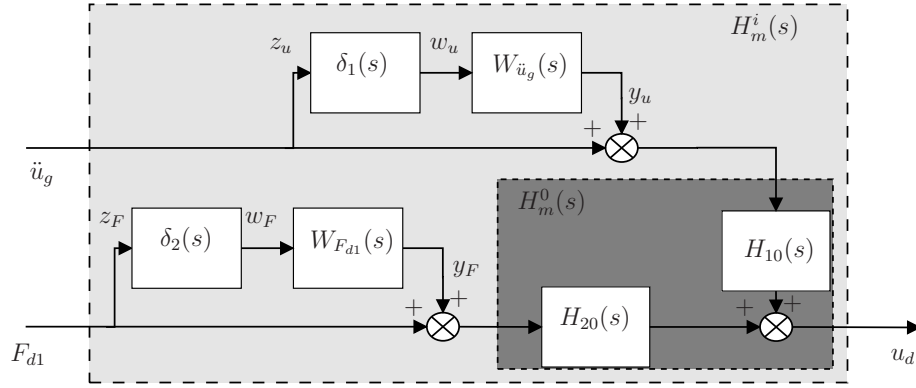 H_m^i(s)
z_u
δ_1(s)
w_u
W_{ü_g}(s)
y_u
+
+
ü_g
H_m^0(s)
z_F
δ_2(s)
w_F
W_{F_{d1}}(s)
y_F
H_{10}(s)
+
+
H_{20}(s)
+
+
F_{d1}
u_d